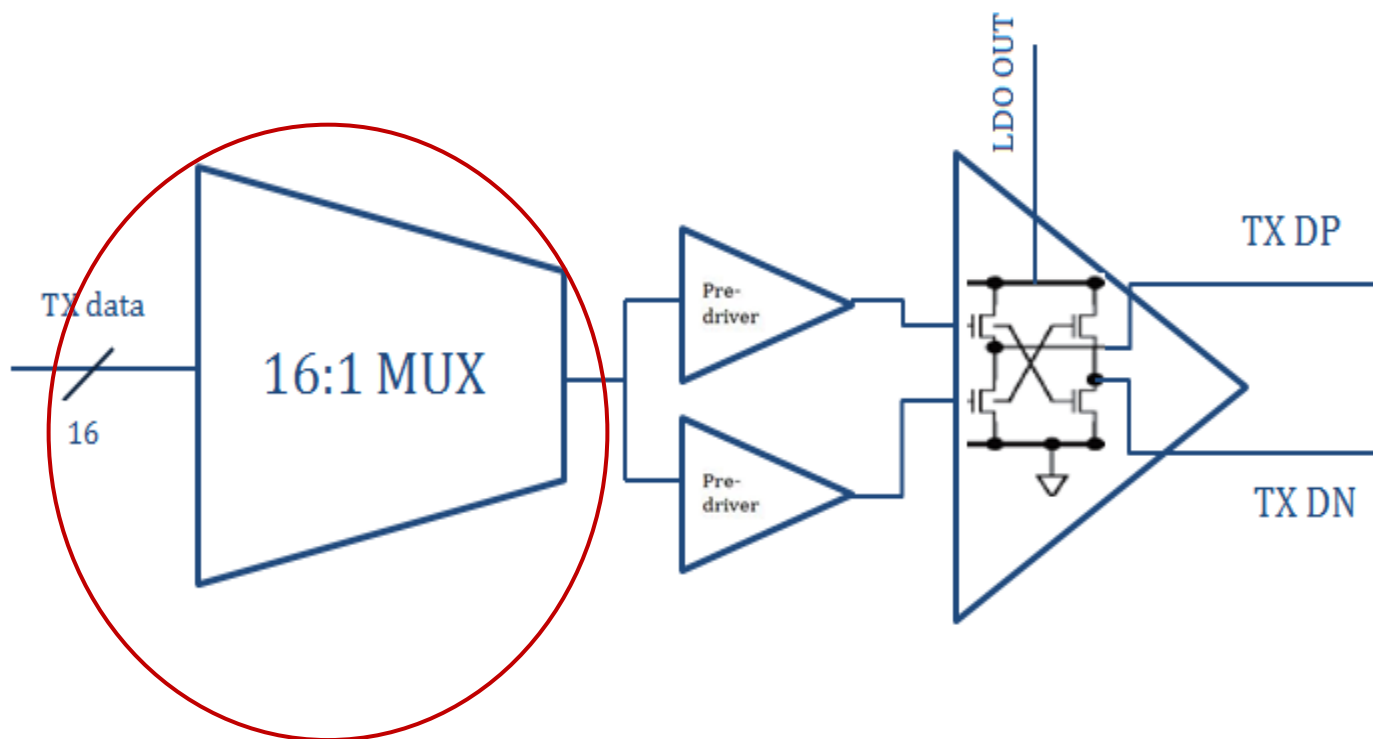 LDO OUT
TX DP
TX data
16:1 MUX
16
Pre-
driver
Pre-
driver
TX DN